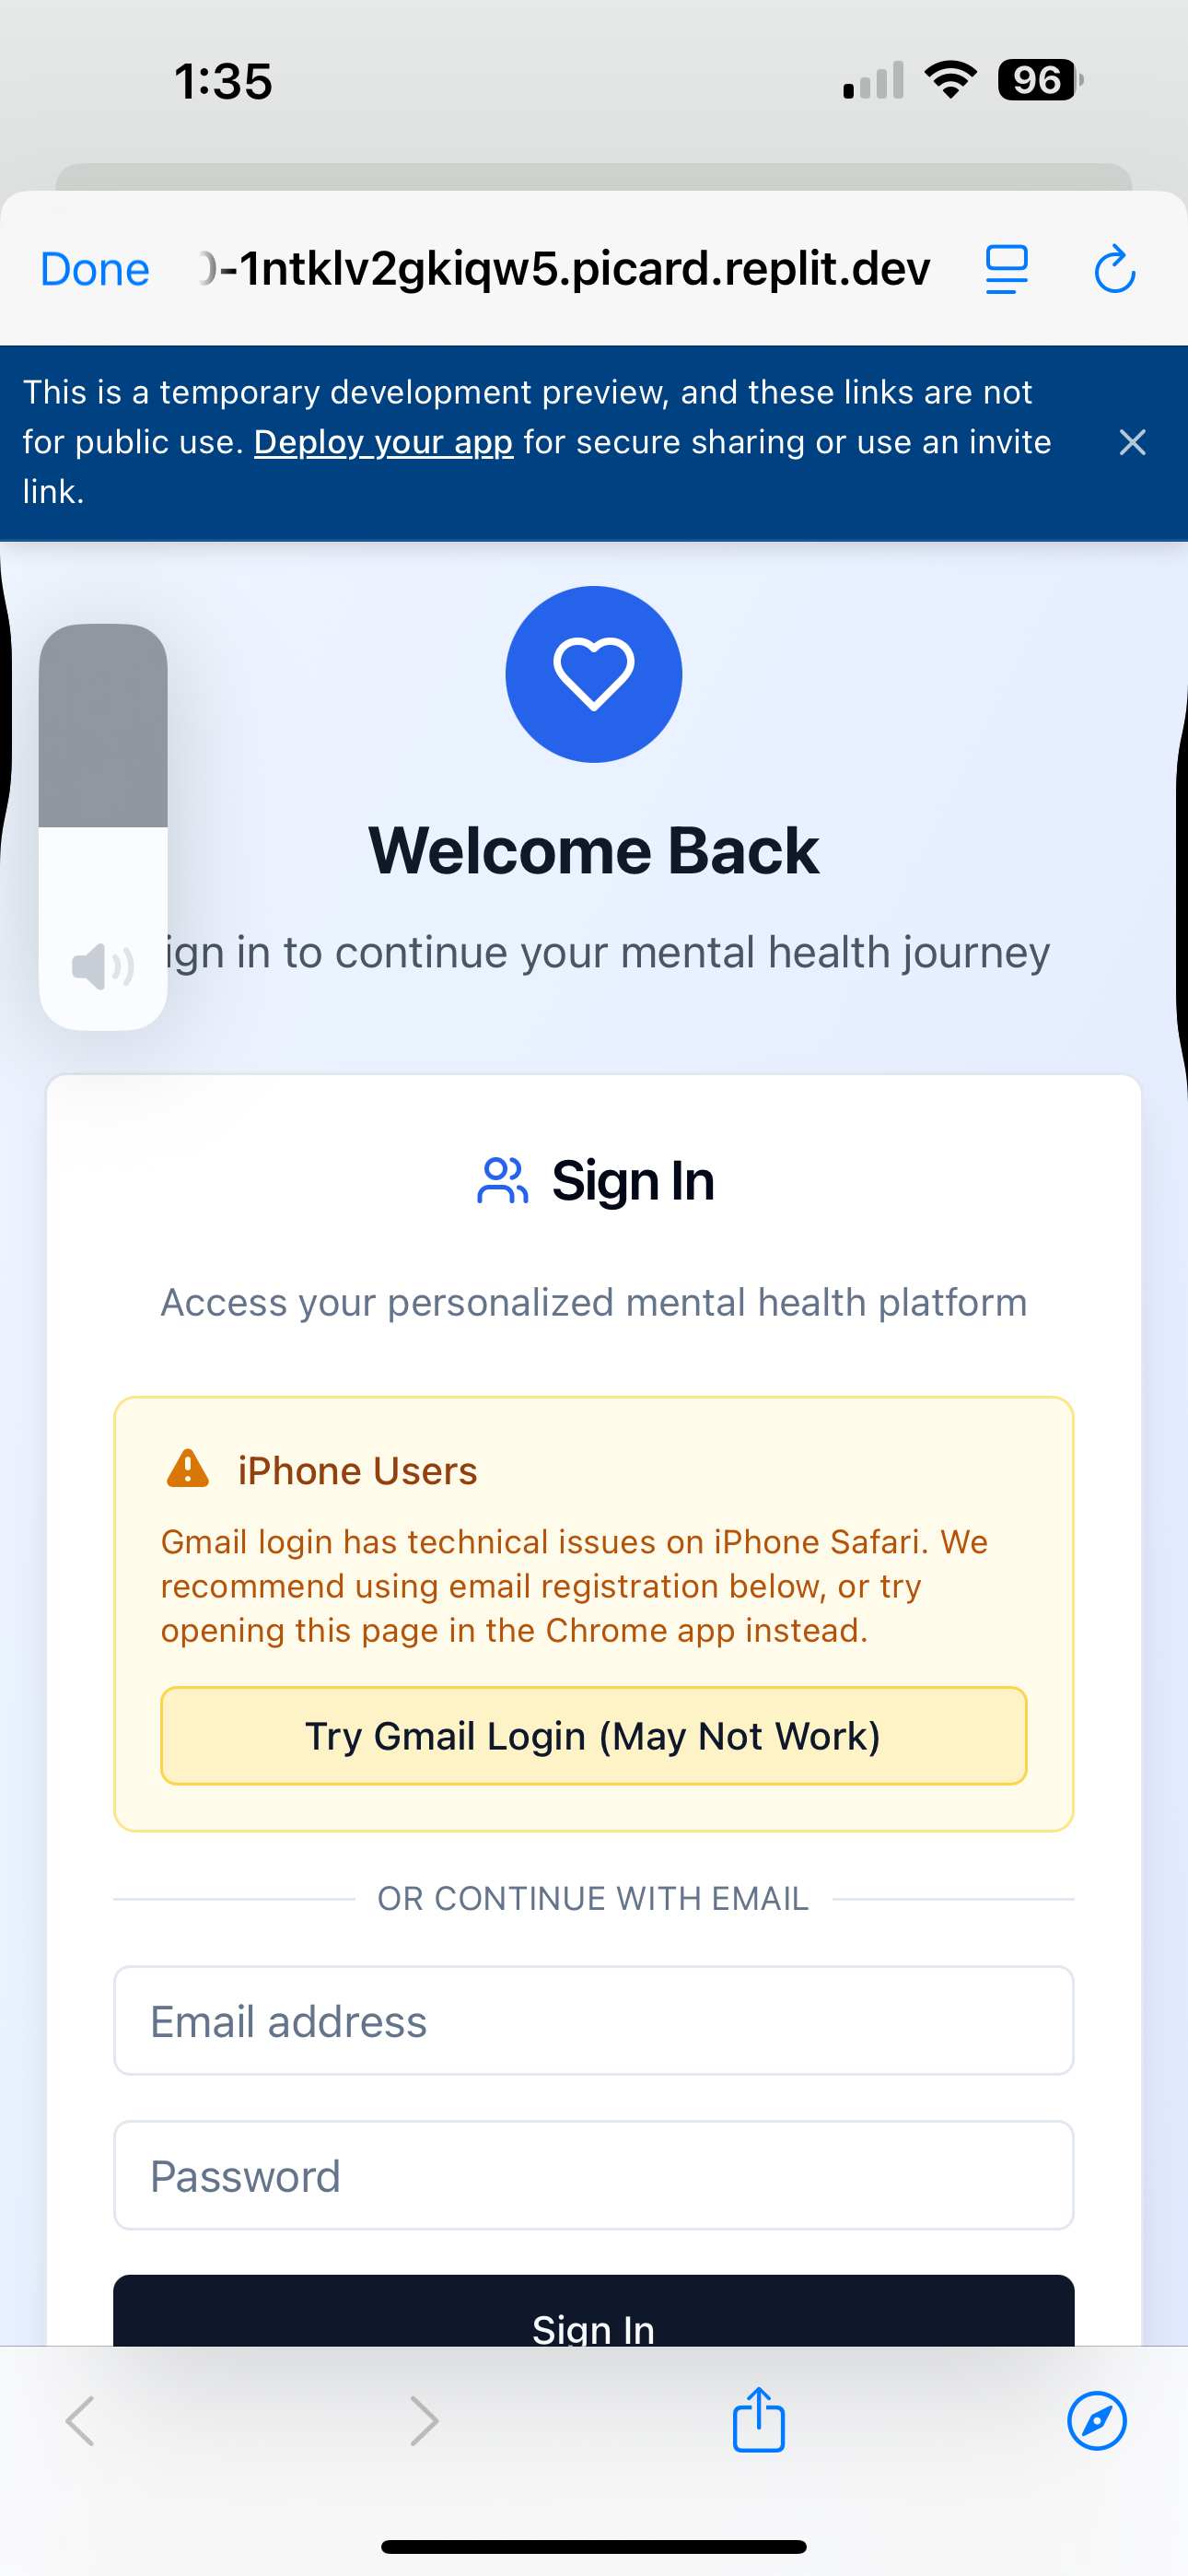 1:35
96
Done
-1ntklv2gkiqw5.picard.replit.dev
This is a temporary development preview, and these links are not
for public use. Deploy your app for secure sharing or use an invite
link.
Welcome Back
ign in to continue your mental health journey
Sign In
Access your personalized mental health platform
iPhone Users
Gmail login has technical issues on iPhone Safari. We
recommend using email registration below, or try
opening this page in the Chrome app instead.
Try Gmail Login (May Not Work)
OR CONTINUE WITH EMAIL
Email address
Password
Sign In